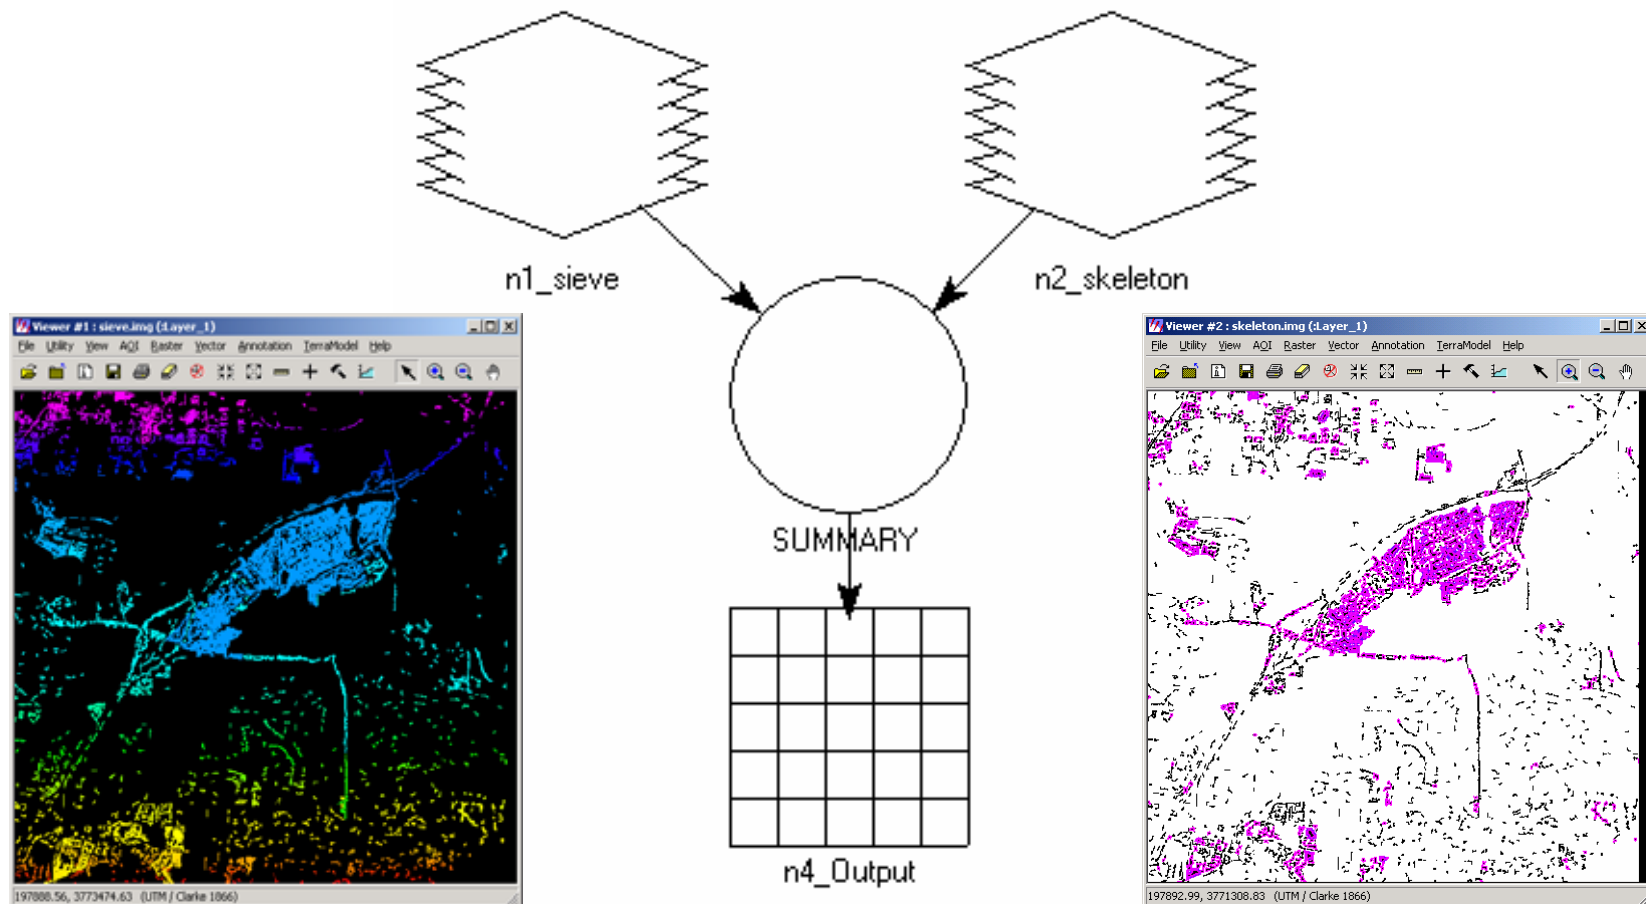 n1_sieve
n2_skeleton
SUMMARY
n4_Output
Viewer #1 : sieve.img (:Layer_1)
File Utility View AOI Raster Vector Annotation TerraModel Help
197888.56, 3773474.63 (UTM / Clarke 1866)
Viewer #2 : skeleton.img (:Layer_1)
File Utility View AOI Raster Vector Annotation TerraModel Help
197892.99, 3771308.83 (UTM / Clarke 1866)